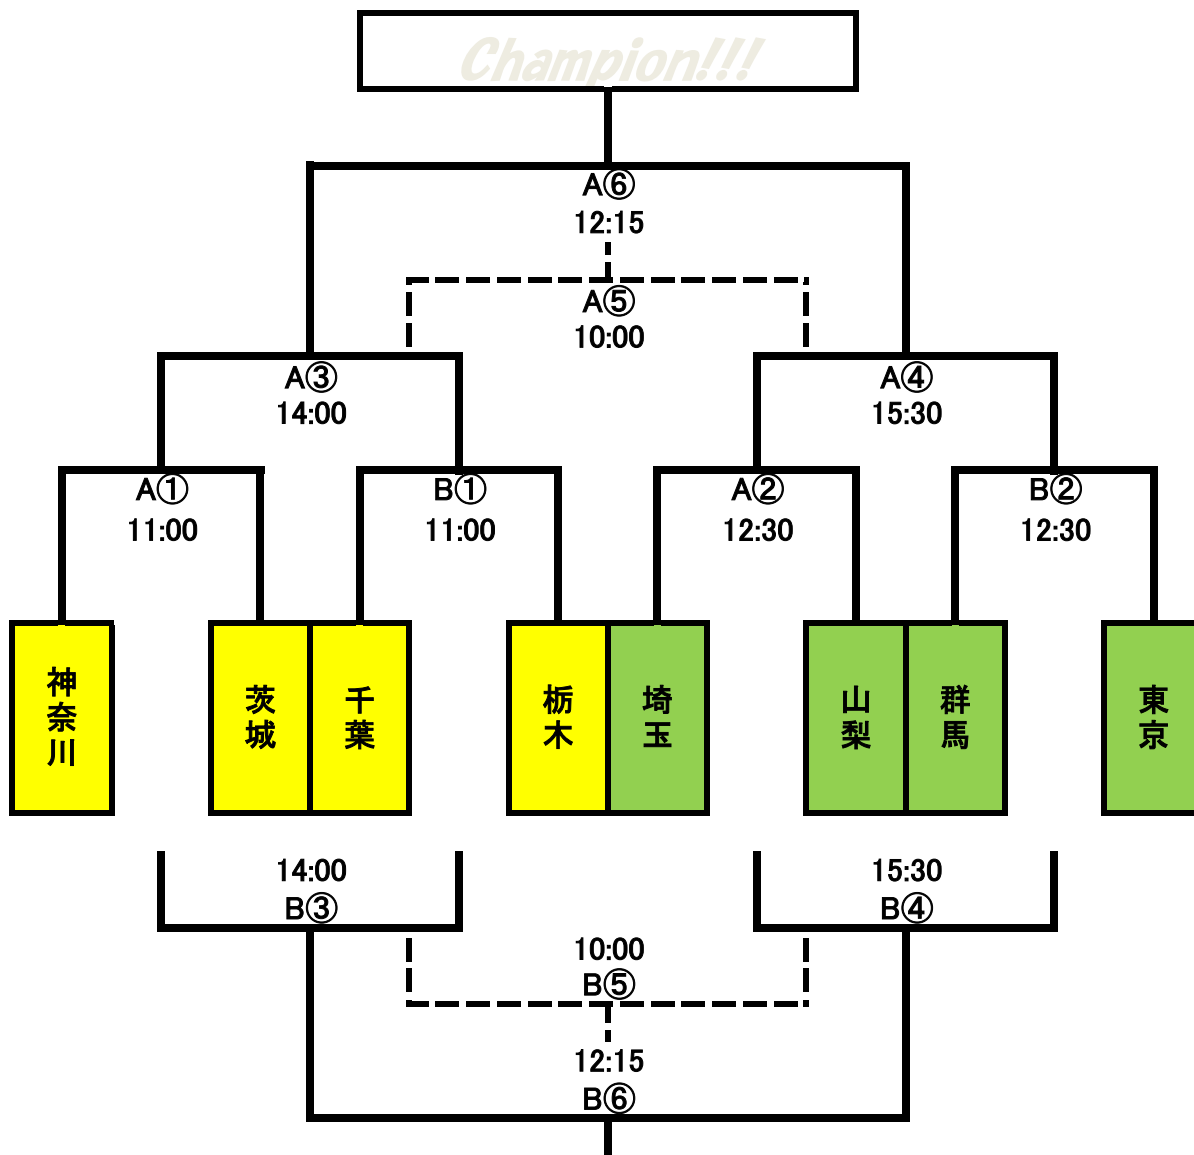 Champion!!!
A⑥
12:15
A⑤
10:00
A③
14:00
A④
15:30
A①
11:00
B①
11:00
A②
12:30
B②
12:30
神奈川
茨城
千葉
栃木
埼玉
山梨
群馬
東京
14:00
B③
15:30
B④
10:00
B⑤
12:15
B⑥